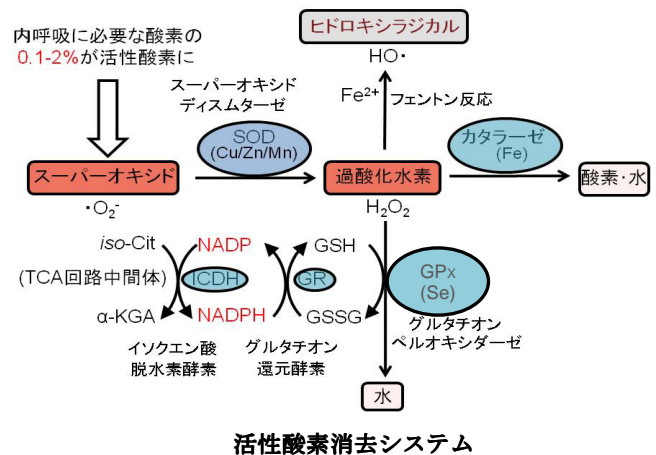 内呼吸に必要な酸素の
0.1-2%が活性酸素に
ヒドロキシラジカル
HO・
Fe²⁺ フェントン反応
スーパーオキシド
ディスムターゼ
SOD
(Cu/Zn/Mn)
カタラーゼ
(Fe)
スーパーオキシド
・O₂⁻
過酸化水素
H₂O₂
酸素・水
iso-Cit
NADP
GSH
(TCA回路中間体)
ICDH
GR
GPx
(Se)
α-KGA
NADPH
GSSG
グルタチオン
ペルオキシダーゼ
イソクエン酸
脱水素酵素
グルタチオン
還元酵素
水
活性酸素消去システム